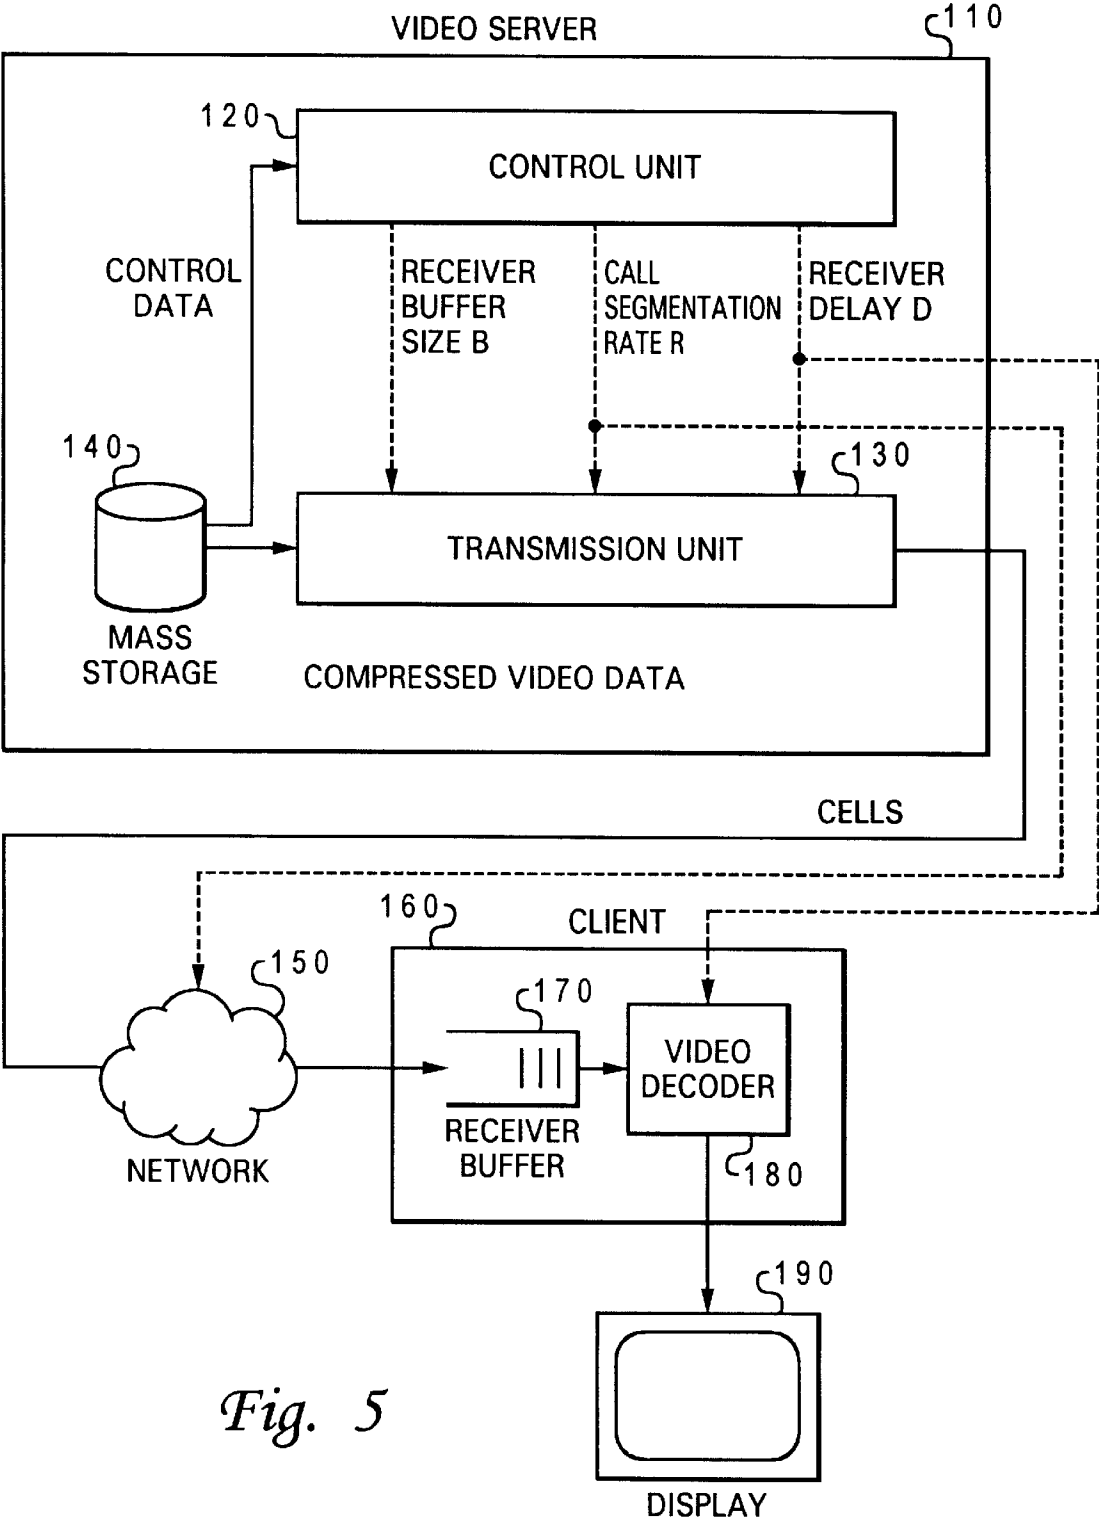 VIDEO SERVER
110
120
CONTROL UNIT
CONTROL
DATA
RECEIVER
BUFFER
SIZE B
CALL
SEGMENTATION
RATE R
RECEIVER
DELAY D
140
130
TRANSMISSION UNIT
MASS
STORAGE
COMPRESSED VIDEO DATA
CELLS
160
CLIENT
150
170
VIDEO
DECODER
RECEIVER
BUFFER
NETWORK
180
190
Fig. 5
DISPLAY